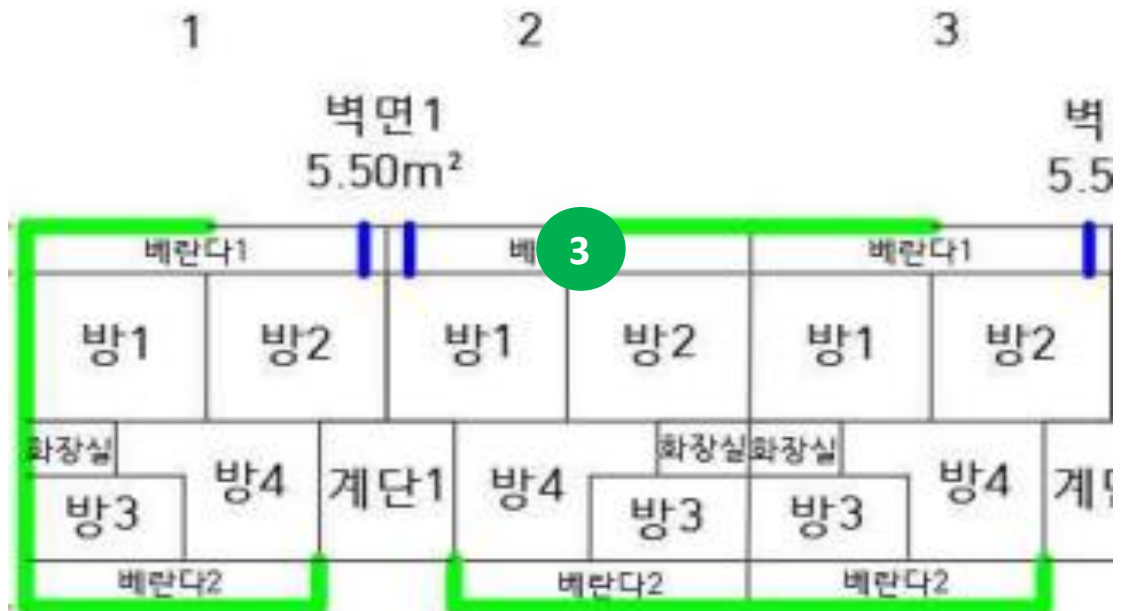 1 2 3
벽면1 벽
5.50m² 5.5
베란다1 베 3 베란다1
방1 방2 방1 방2 방1 방2
화장실 화장실 화장실
방4 계단1 방4 방4 계
방3 방3 방3
베란다2 베란다2 베란다2